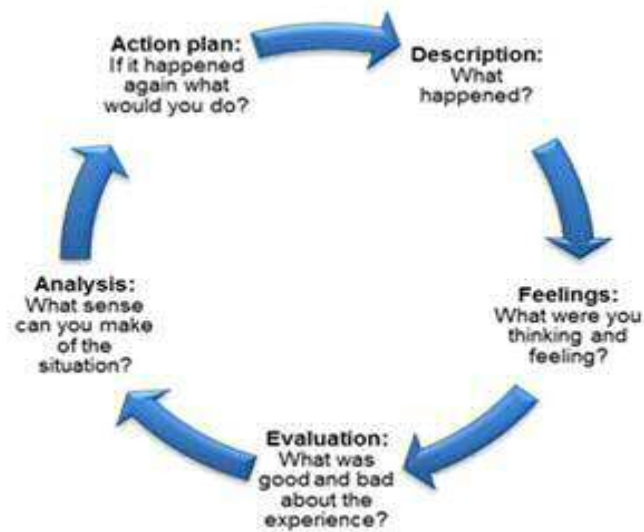 Action plan:
If it happened
again what
would you do?
Description:
What
happened?
Feelings:
What were you
thinking and
feeling?
Evaluation:
What was
good and bad
about the
experience?
Analysis:
What sense
can you make
of the
situation?